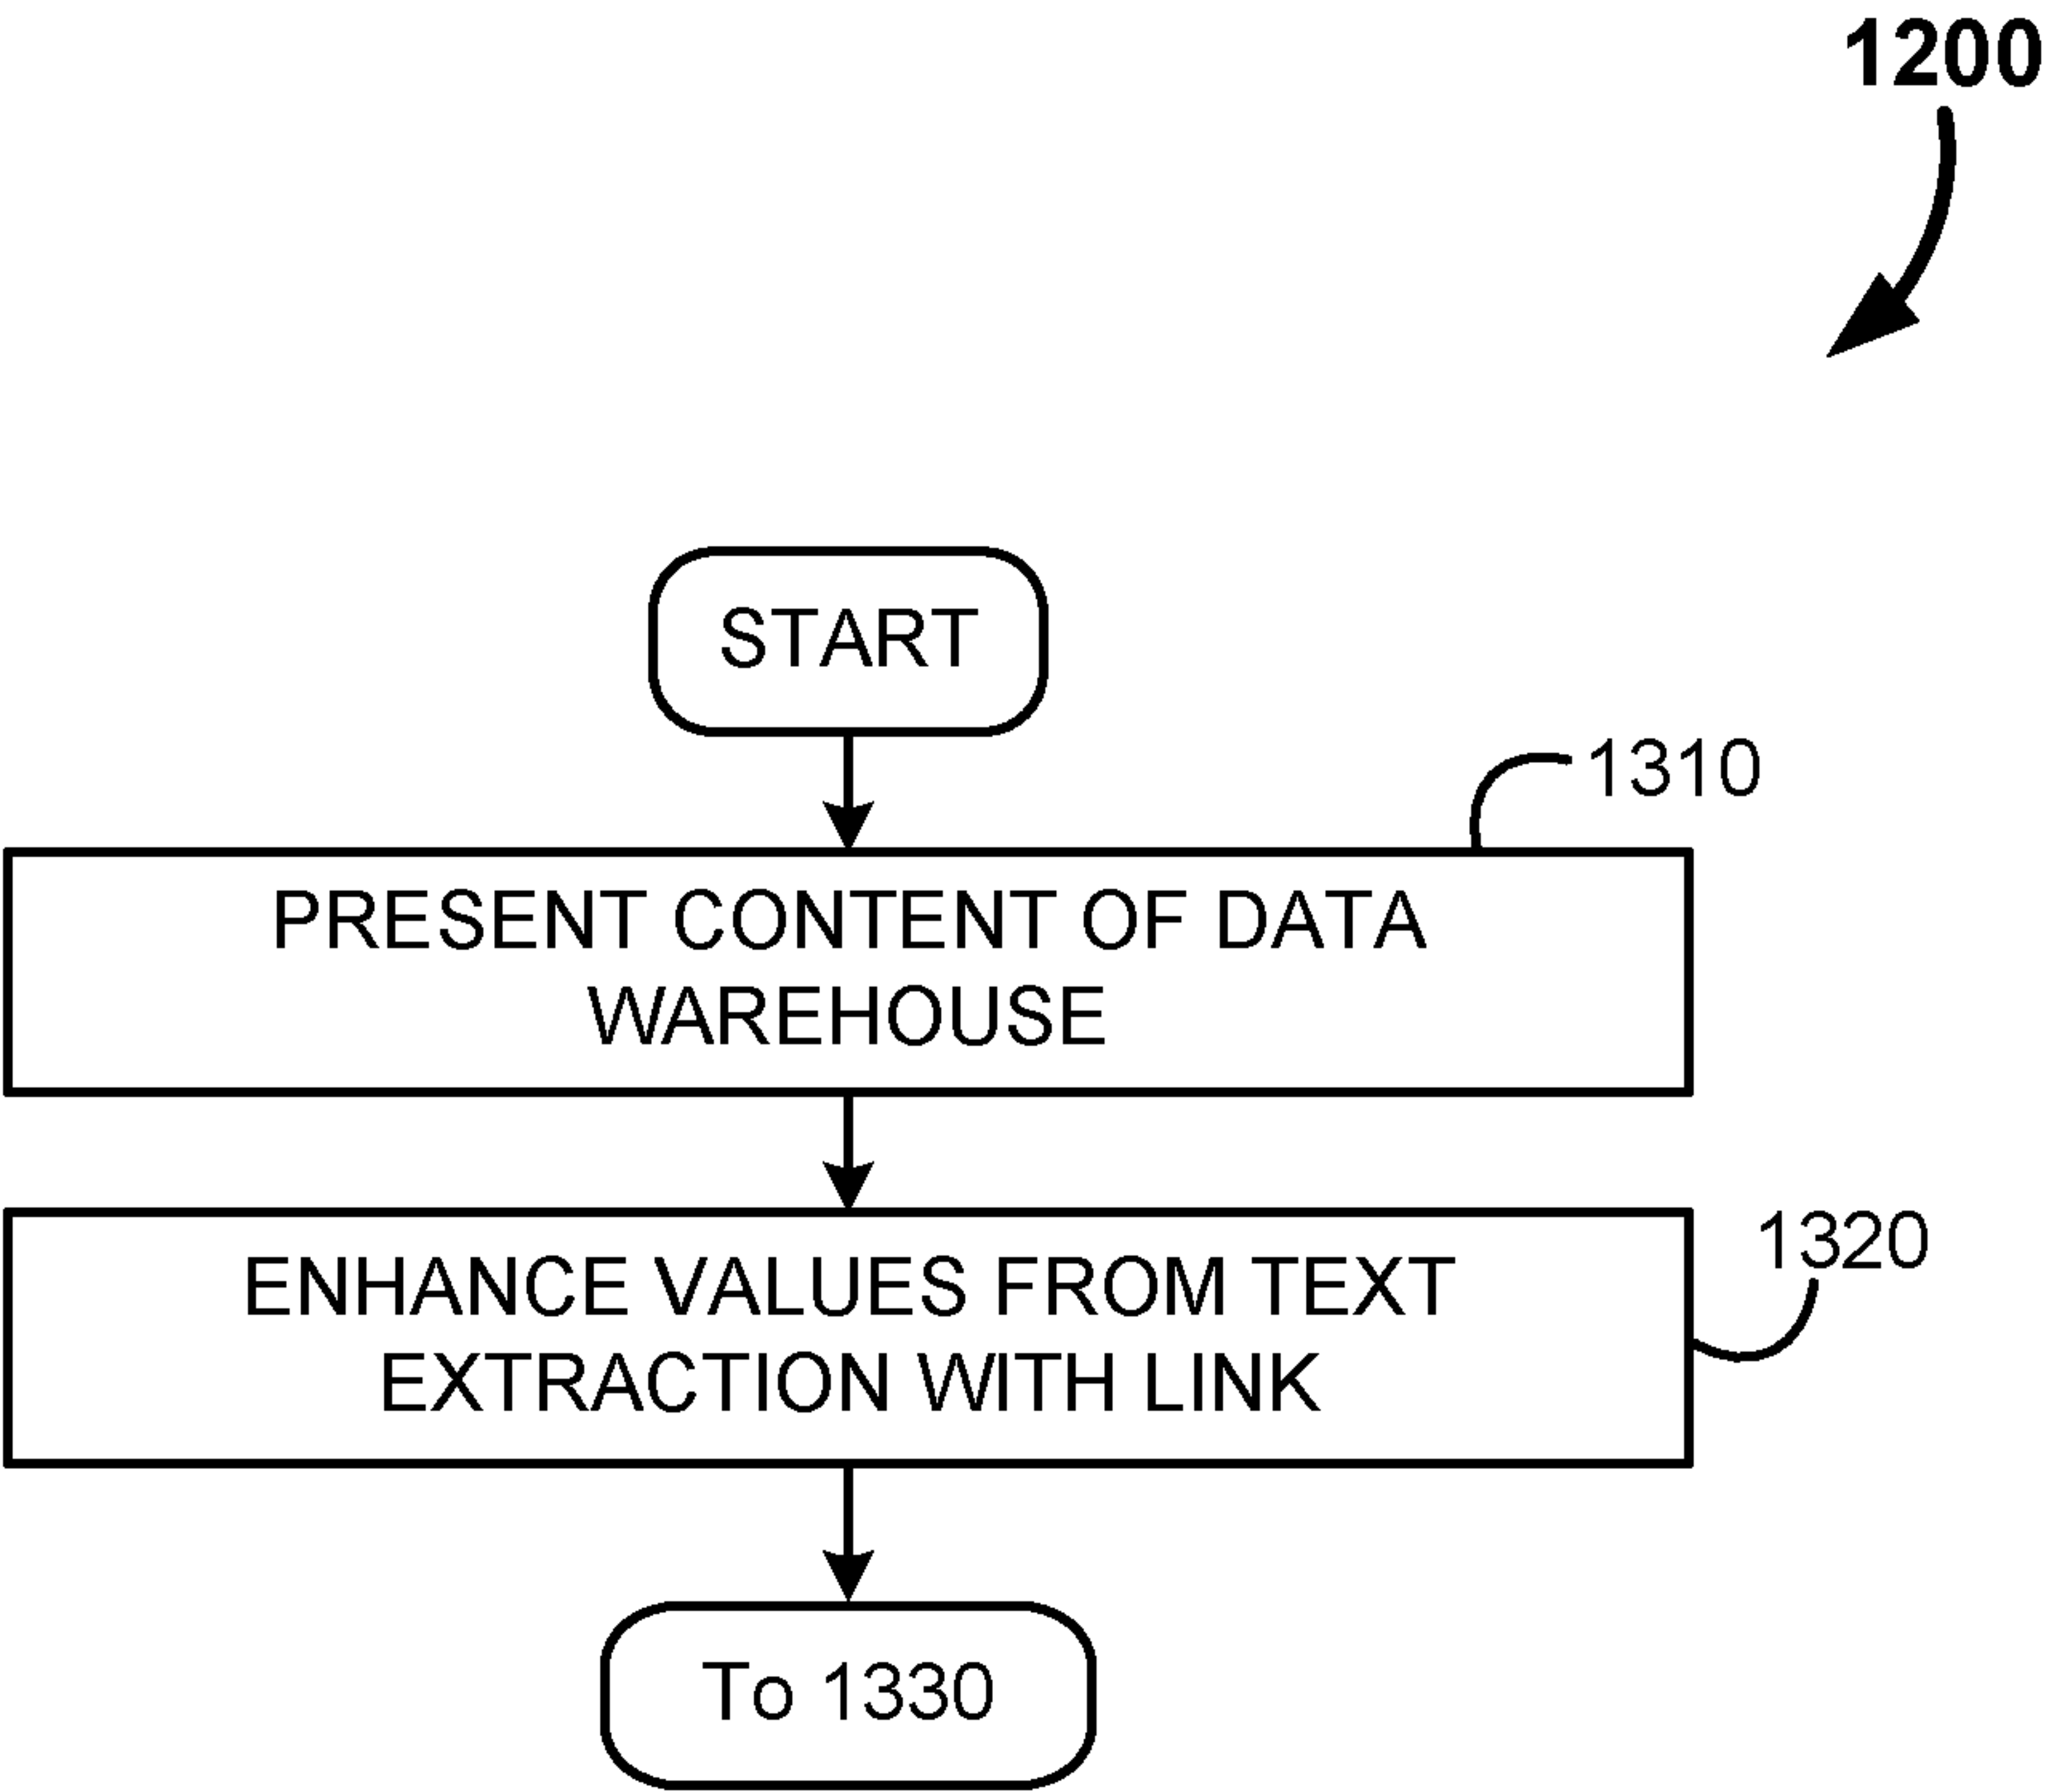 1200
START
1310
PRESENT CONTENT OF DATA
WAREHOUSE
1320
ENHANCE VALUES FROM TEXT
EXTRACTION WITH LINK
To 1330